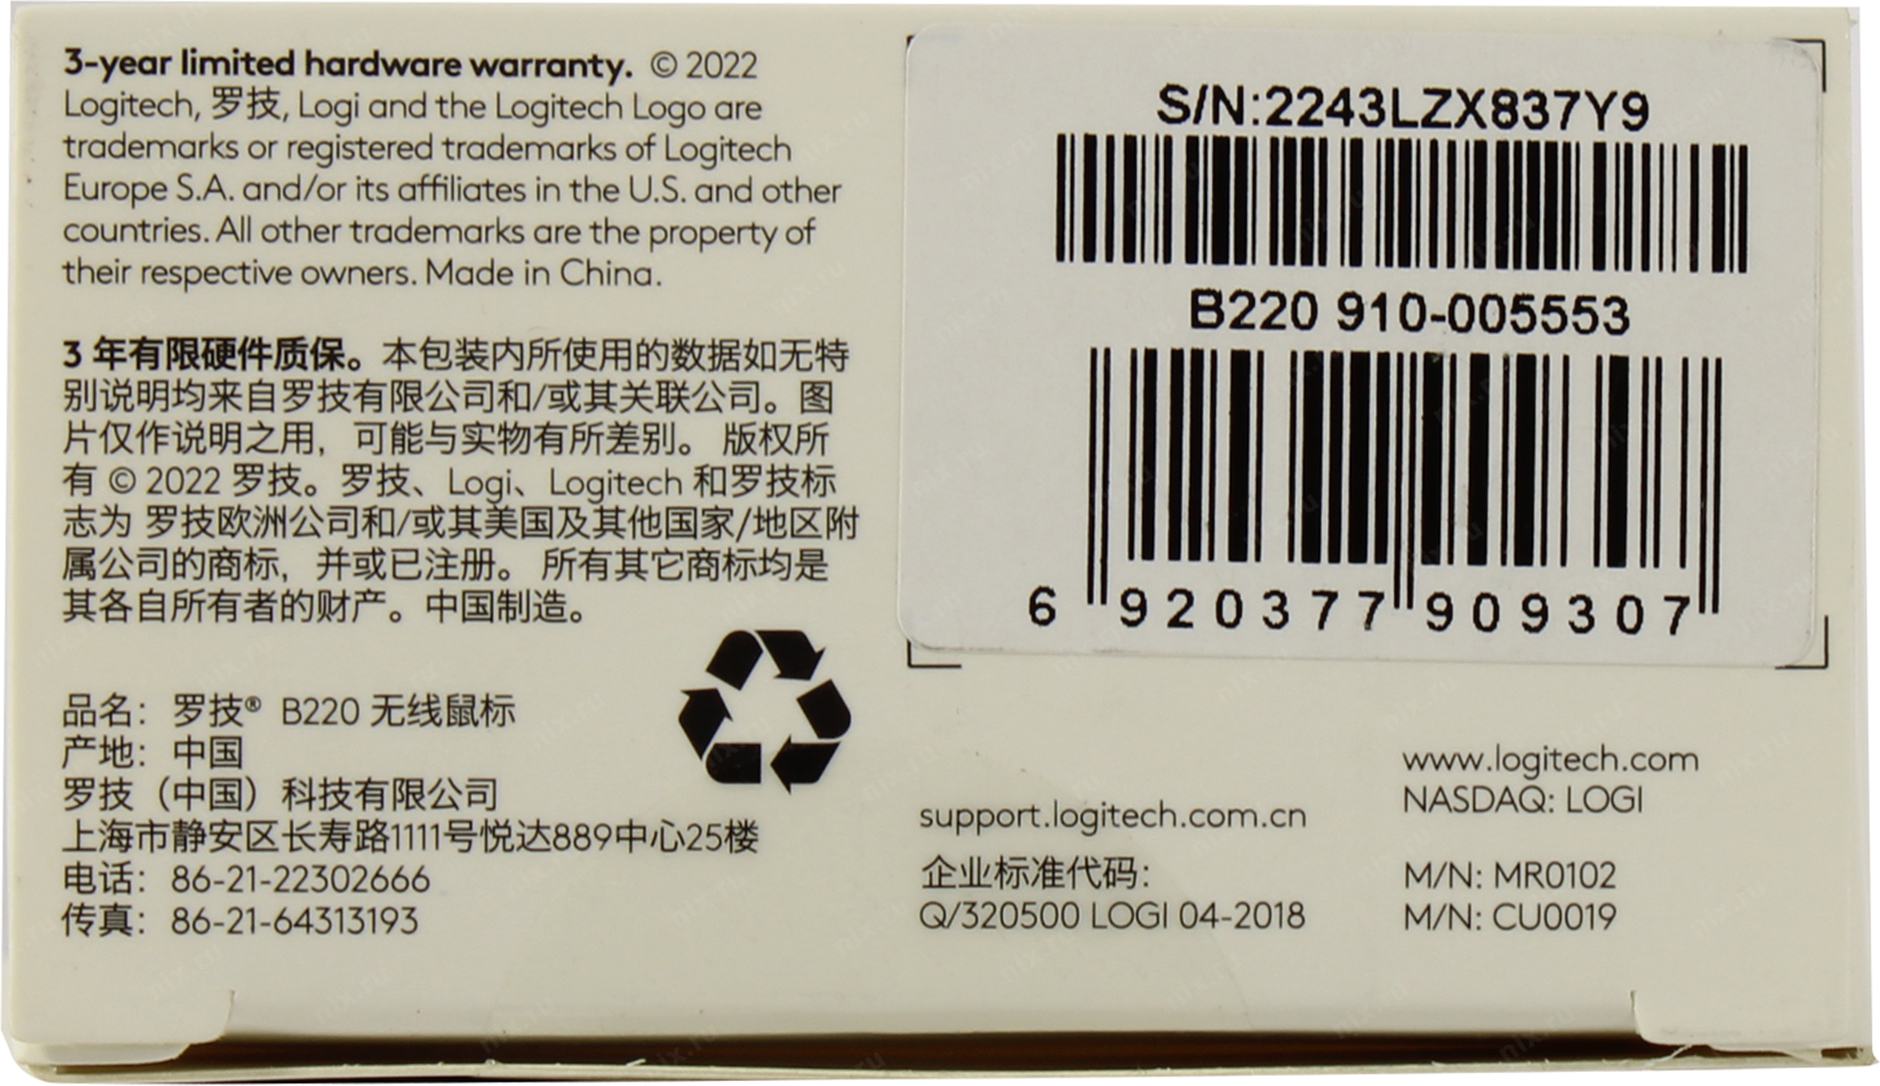 3-year limited hardware warranty. © 2022
Logitech, 罗技, Logi and the Logitech Logo are
trademarks or registered trademarks of Logitech
Europe S.A. and/or its affiliates in the U.S. and other
countries. All other trademarks are the property of
their respective owners. Made in China.
3 年有限硬件质保。本包装内所使用的数据如无特
别说明均来自罗技有限公司和/或其关联公司。图
片仅作说明之用，可能与实物有所差别。 版权所
有 © 2022 罗技。罗技、Logi、Logitech 和罗技标
志为 罗技欧洲公司和/或其美国及其他国家/地区附
属公司的商标，并或已注册。 所有其它商标均是
其各自所有者的财产。中国制造。
品名： 罗技® B220 无线鼠标
产地： 中国
罗技（中国）科技有限公司
上海市静安区长寿路1111号悦达889中心25楼
电话： 86-21-22302666
传真： 86-21-64313193
S/N:2243LZX837Y9
B220 910-005553
6 920377 909307
support.logitech.com.cn
企业标准代码：
Q/320500 LOGI 04-2018
www.logitech.com
NASDAQ: LOGI
M/N: MR0102
M/N: CU0019